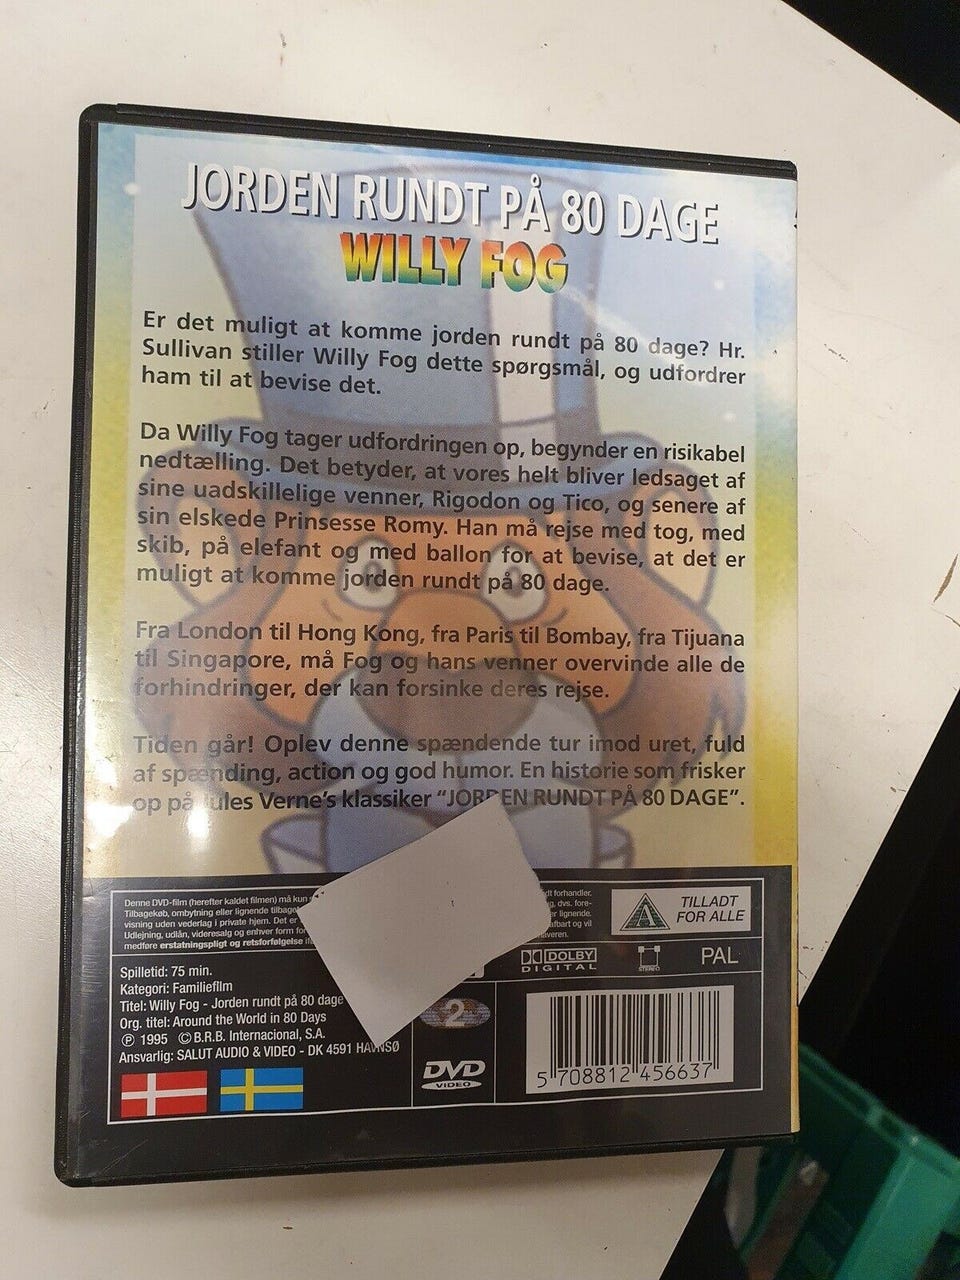 JORDEN RUNDT PÅ 80 DAGE
WILLY FOG
Er det muligt at komme jorden rundt på 80 dage? Hr.
Sullivan stiller Willy Fog dette spørgsmål, og udfordrer
ham til at bevise det.
Da Willy Fog tager udfordringen op, begynder en risikabel
nedtælling. Det betyder, at vores helt bliver ledsaget af
sine uadskillelige venner, Rigodon og Tico, og senere af
sin elskede Prinsesse Romy. Han må rejse med tog, med
skib, på elefant og med ballon for at bevise, at det er
muligt at komme jorden rundt på 80 dage.
Fra London til Hong Kong, fra Paris til Bombay, fra Tijuana
til Singapore, må Fog og hans venner overvinde alle de
forhindringer, der kan forsinke deres rejse.
Tiden går! Oplev denne spændende tur imod uret, fuld
af spænding, action og god humor. En historie som frisker
op på Jules Verne's klassiker "JORDEN RUNDT PÅ 80 DAGE".
Denne DVD-film (herefter kaldet filmen) må kun
Tilbagekøb, ombytning eller lignende
visning uden vederlag i private hjem. Det er
Udlejning, udlån, videresalg og enhver form
medføre erstatningspligt og retsforfølgelse
forhandler.
dvs. fore-
lignende.
og vil
A
TILLADT
FOR ALLE
DOLBY
DIGITAL
STEREO
PAL
Spilletid: 75 min.
Kategori: Familiefilm
Titel: Willy Fog - Jorden rundt på 80 dage
Org. titel: Around the World in 80 Days
℗ 1995 © B.R.B. Internacional, S.A.
Ansvarlig: SALUT AUDIO & VIDEO - DK 4591 HAVNSØ
2
DVD
VIDEO
5 708812 456637